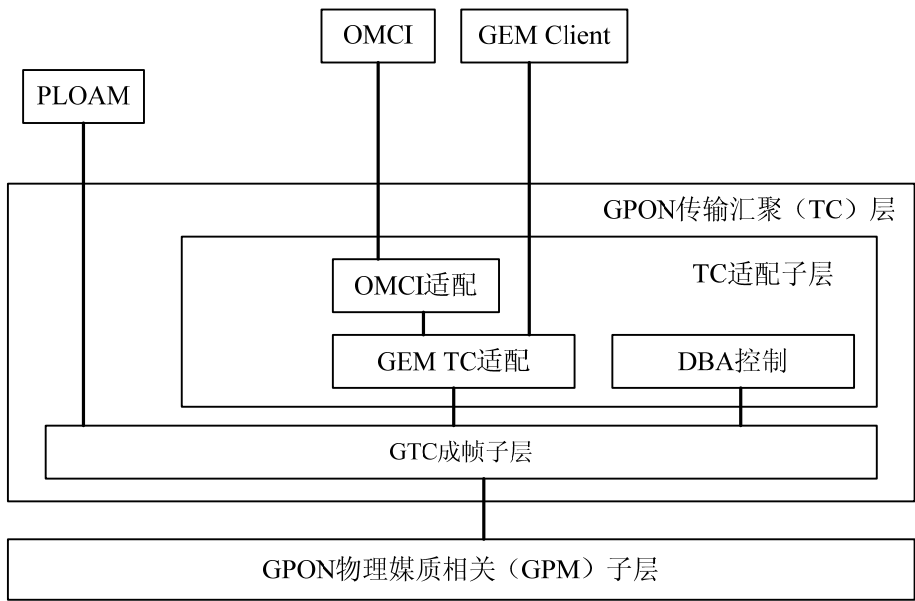 OMCI
GEM Client
PLOAM
GPON传输汇聚（TC）层
TC适配子层
OMCI适配
GEM TC适配
DBA控制
GTC成帧子层
GPON物理媒质相关（GPM）子层